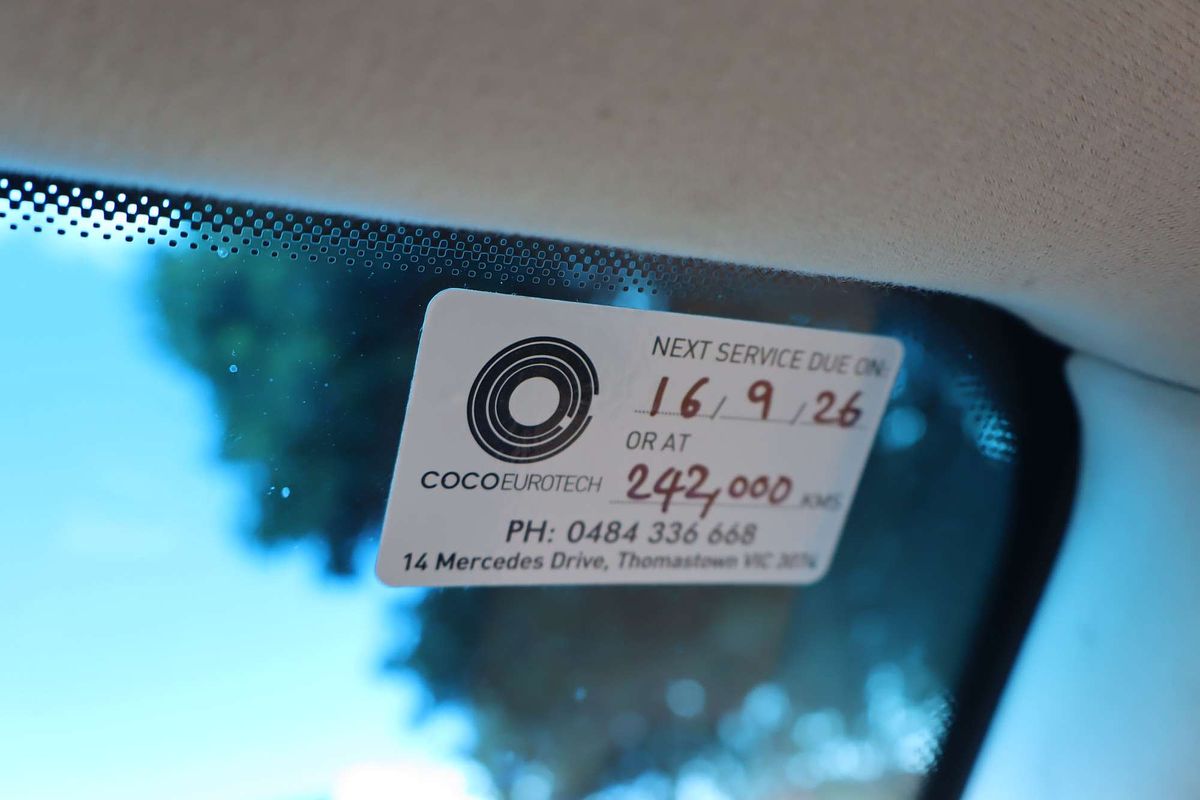 NEXT SERVICE DUE ON:
16/9/26
OR AT
242,000 KMS
COCOEUROTECH
PH: 0484 336 668
14 Mercedes Drive, Thomastown VIC 3074